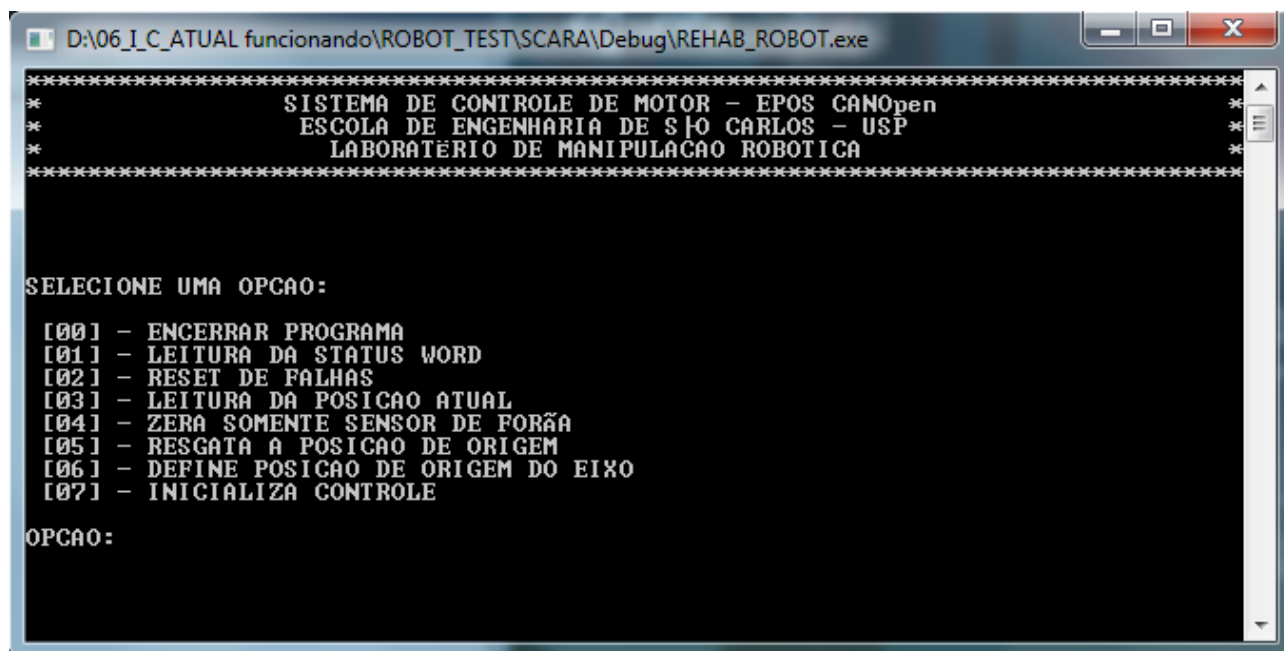 D:\06_I_C_ATUAL funcionando\ROBOT_TEST\SCARA\Debug\REHAB_ROBOT.exe
********************************************************************************
* SISTEMA DE CONTROLE DE MOTOR - EPOS CANOpen *
* ESCOLA DE ENGENHARIA DE S├O CARLOS - USP *
* LABORATËRIO DE MANIPULACAO ROBOTICA *
********************************************************************************
SELECIONE UMA OPCAO:
[00] - ENCERRAR PROGRAMA
[01] - LEITURA DA STATUS WORD
[02] - RESET DE FALHAS
[03] - LEITURA DA POSICAO ATUAL
[04] - ZERA SOMENTE SENSOR DE FORÃA
[05] - RESGATA A POSICAO DE ORIGEM
[06] - DEFINE POSICAO DE ORIGEM DO EIXO
[07] - INICIALIZA CONTROLE
OPCAO: